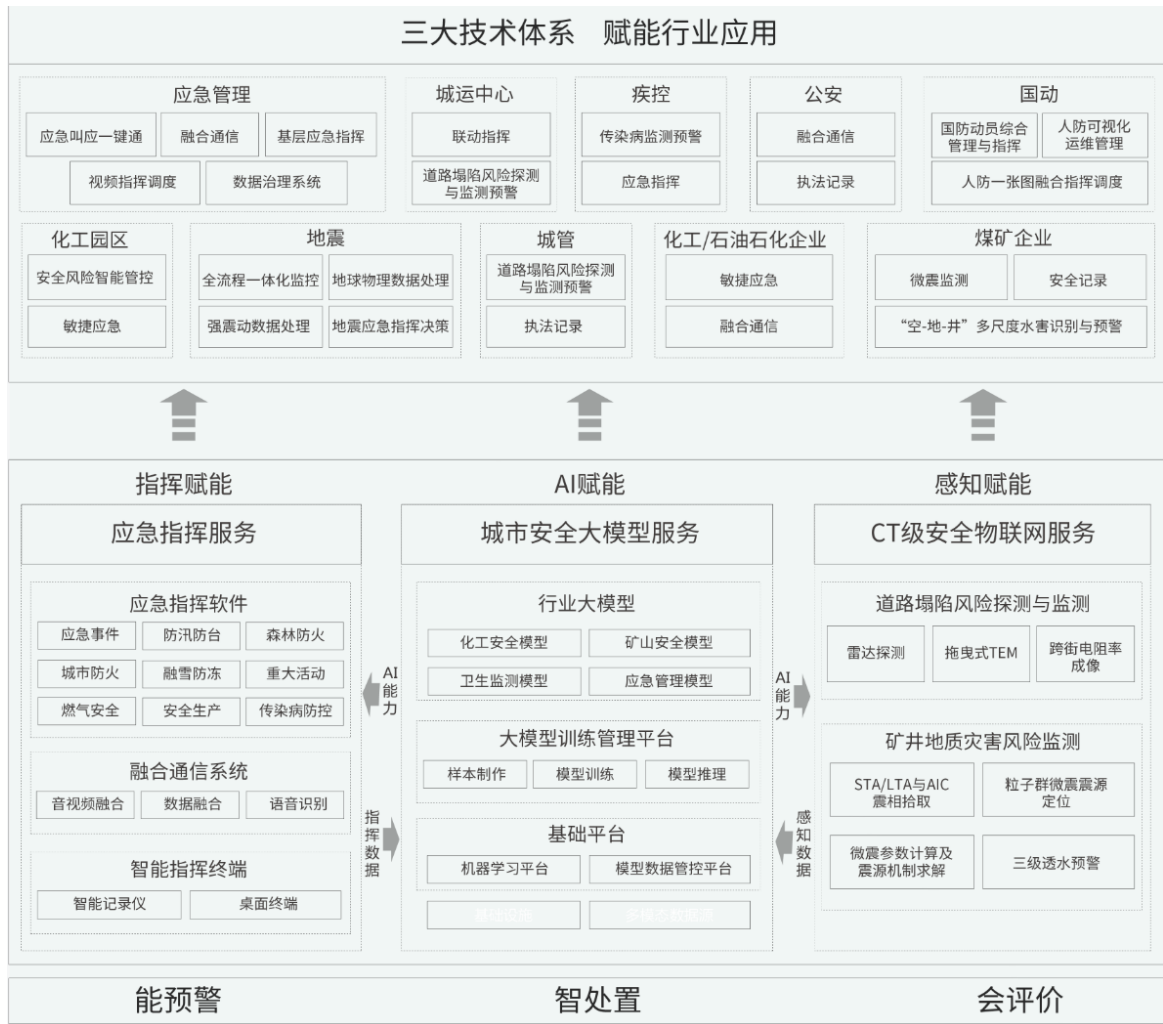 三大技术体系 赋能行业应用
应急管理
应急叫应一键通
融合通信
基层应急指挥
视频指挥调度
数据治理系统
城运中心
联动指挥
道路塌陷风险探测
与监测预警
疾控
传染病监测预警
应急指挥
公安
融合通信
执法记录
国动
国防动员综合
管理与指挥
人防可视化
运维管理
人防一张图融合指挥调度
化工园区
安全风险智能管控
敏捷应急
地震
全流程一体化监控
地球物理数据处理
强震动数据处理
地震应急指挥决策
城管
道路塌陷风险探测
与监测预警
执法记录
化工/石油石化企业
敏捷应急
融合通信
煤矿企业
微震监测
安全记录
“空-地-井”多尺度水害识别与预警
指挥赋能
应急指挥服务
应急指挥软件
应急事件
防汛防台
森林防火
城市防火
融雪防冻
重大活动
燃气安全
安全生产
传染病防控
融合通信系统
音视频融合
数据融合
语音识别
智能指挥终端
智能记录仪
桌面终端
AI能力
指挥数据
AI赋能
城市安全大模型服务
行业大模型
化工安全模型
矿山安全模型
卫生监测模型
应急管理模型
大模型训练管理平台
样本制作
模型训练
模型推理
基础平台
机器学习平台
模型数据管控平台
基础设施
多模态数据源
AI能力
感知数据
感知赋能
CT级安全物联网服务
道路塌陷风险探测与监测
雷达探测
拖曳式TEM
跨街电阻率
成像
矿井地质灾害风险监测
STA/LTA与AIC
震相拾取
粒子群微震震源
定位
微震参数计算及
震源机制求解
三级透水预警
能预警
智处置
会评价